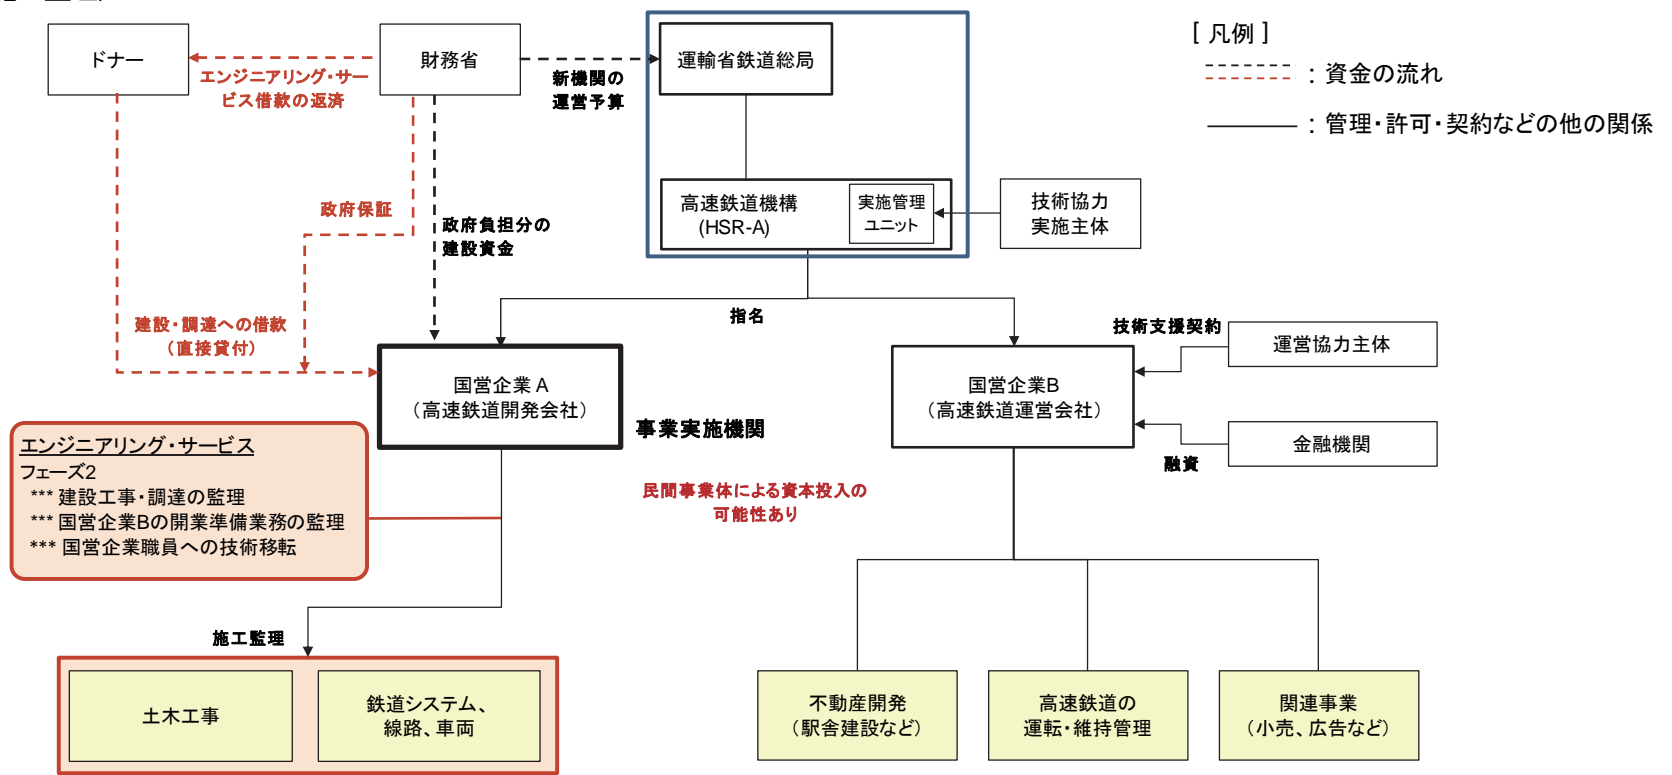 ドナー
財務省
運輸省鉄道総局
[ 凡例 ]
：資金の流れ
：管理・許可・契約などの他の関係
エンジニアリング・サー
ビス借款の返済
新機関の
運営予算
高速鉄道機構
(HSR-A)
実施管理
ユニット
技術協力
実施主体
政府保証
政府負担分の
建設資金
指名
建設・調達への借款
（直接貸付）
国営企業 A
（高速鉄道開発会社）
事業実施機関
国営企業B
（高速鉄道運営会社）
技術支援契約
運営協力主体
融資
金融機関
エンジニアリング・サービス
フェーズ2
*** 建設工事・調達の監理
*** 国営企業Bの開業準備業務の監理
*** 国営企業職員への技術移転
民間事業体による資本投入の
可能性あり
施工監理
土木工事
鉄道システム、
線路、車両
不動産開発
（駅舎建設など）
高速鉄道の
運転・維持管理
関連事業
（小売、広告など）